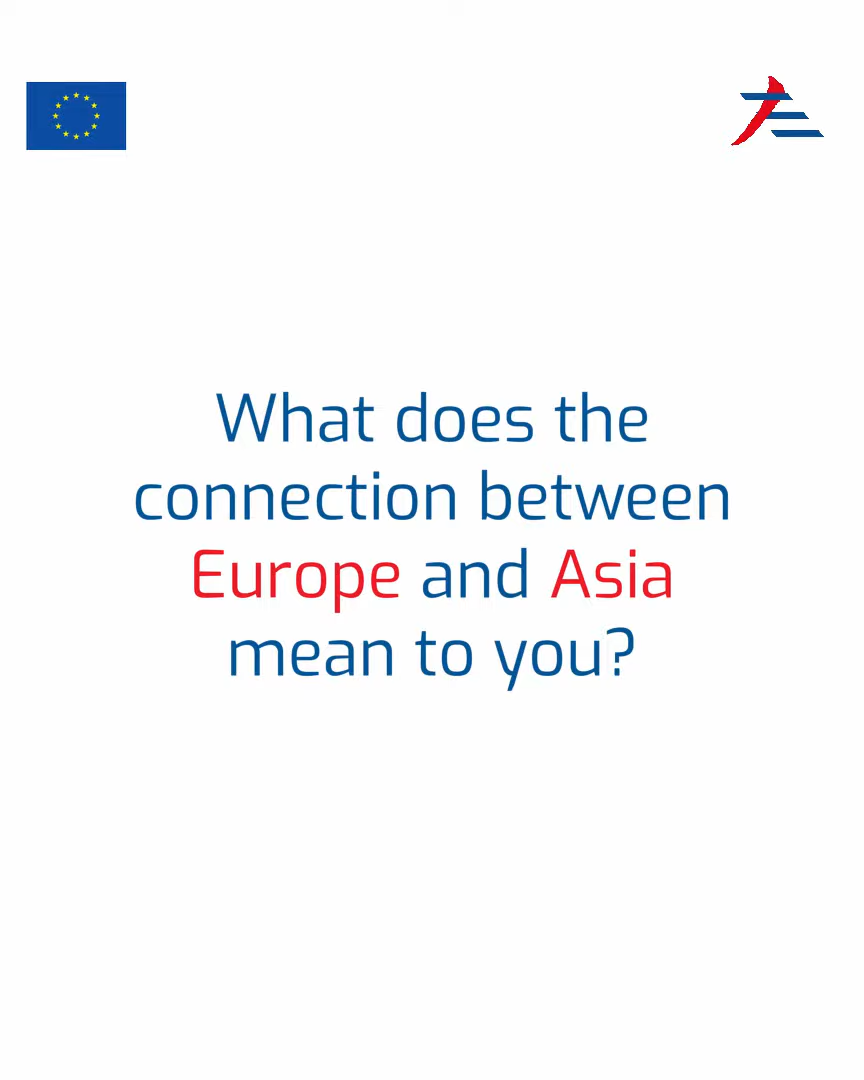 What does the
connection between
Europe and Asia
mean to you?